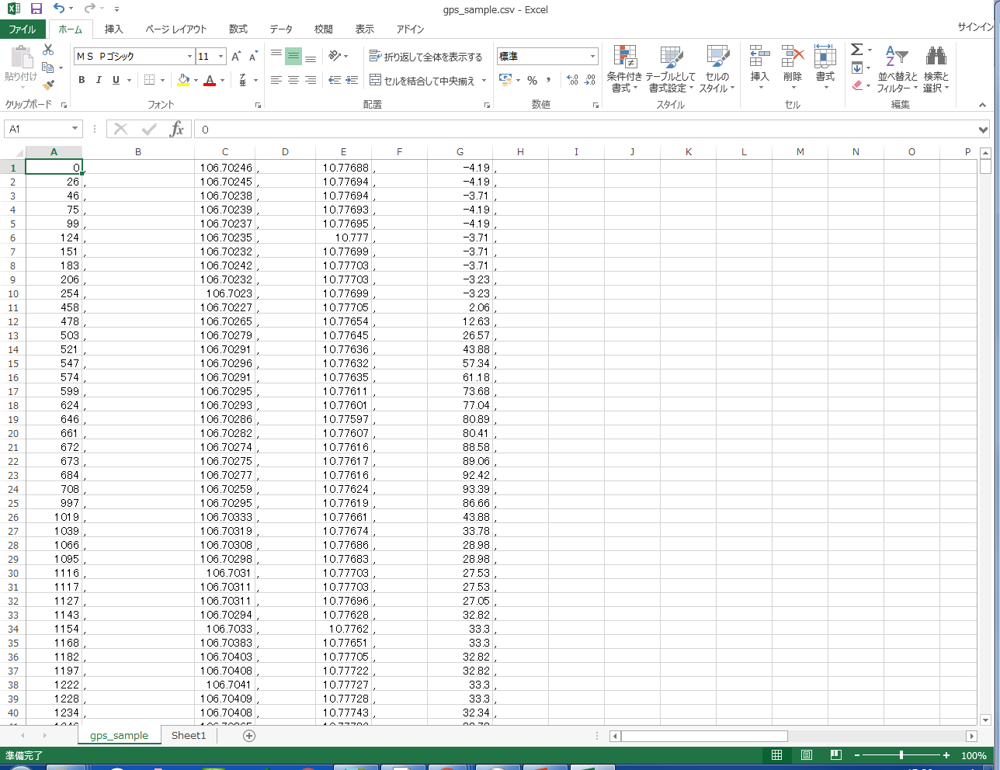 gps_sample.csv - Excel
ファイル ホーム 挿入 ページ レイアウト 数式 データ 校閲 表示 アドイン サインイン
貼り付け ＭＳ Ｐゴシック 11 A A 折り返して全体を表示する 標準 条件付き書式 テーブルとして書式設定 セルのスタイル 挿入 削除 書式 並べ替えとフィルター 検索と選択
B I U A セルを結合して中央揃え % , .00
クリップボード フォント 配置 数値 スタイル セル 編集
A1 fx 0
A B C D E F G H I J K L M N O P
1 0 , 106.70246 , 10.77688 , -4.19 ,
2 26 , 106.70245 , 10.77694 , -4.19 ,
3 46 , 106.70238 , 10.77694 , -3.71 ,
4 75 , 106.70239 , 10.77693 , -4.19 ,
5 99 , 106.70237 , 10.77695 , -4.19 ,
6 124 , 106.70235 , 10.777 , -3.71 ,
7 151 , 106.70232 , 10.77699 , -3.71 ,
8 183 , 106.70242 , 10.77703 , -3.71 ,
9 206 , 106.70232 , 10.77703 , -3.23 ,
10 254 , 106.7023 , 10.77699 , -3.23 ,
11 458 , 106.70227 , 10.77705 , 2.06 ,
12 478 , 106.70265 , 10.77654 , 12.63 ,
13 503 , 106.70279 , 10.77645 , 26.57 ,
14 521 , 106.70291 , 10.77636 , 43.88 ,
15 547 , 106.70296 , 10.77632 , 57.34 ,
16 574 , 106.70291 , 10.77635 , 61.18 ,
17 599 , 106.70295 , 10.77611 , 73.68 ,
18 624 , 106.70293 , 10.77601 , 77.04 ,
19 646 , 106.70286 , 10.77597 , 80.89 ,
20 661 , 106.70282 , 10.77607 , 80.41 ,
21 672 , 106.70274 , 10.77616 , 88.58 ,
22 673 , 106.70275 , 10.77617 , 89.06 ,
23 684 , 106.70277 , 10.77616 , 92.42 ,
24 708 , 106.70259 , 10.77624 , 93.39 ,
25 997 , 106.70295 , 10.77619 , 86.66 ,
26 1019 , 106.70333 , 10.77661 , 43.88 ,
27 1039 , 106.70319 , 10.77674 , 33.78 ,
28 1066 , 106.70308 , 10.77686 , 28.98 ,
29 1095 , 106.70298 , 10.77683 , 28.98 ,
30 1116 , 106.7031 , 10.77703 , 27.53 ,
31 1117 , 106.70311 , 10.77703 , 27.53 ,
32 1127 , 106.70311 , 10.77696 , 27.05 ,
33 1143 , 106.70294 , 10.77628 , 32.82 ,
34 1154 , 106.7033 , 10.7762 , 33.3 ,
35 1168 , 106.70383 , 10.77651 , 33.3 ,
36 1182 , 106.70403 , 10.77705 , 32.82 ,
37 1197 , 106.70408 , 10.77722 , 32.82 ,
38 1222 , 106.7041 , 10.77727 , 33.3 ,
39 1228 , 106.70409 , 10.77728 , 33.3 ,
40 1234 , 106.70408 , 10.77743 , 32.34 ,
gps_sample Sheet1
準備完了 100%